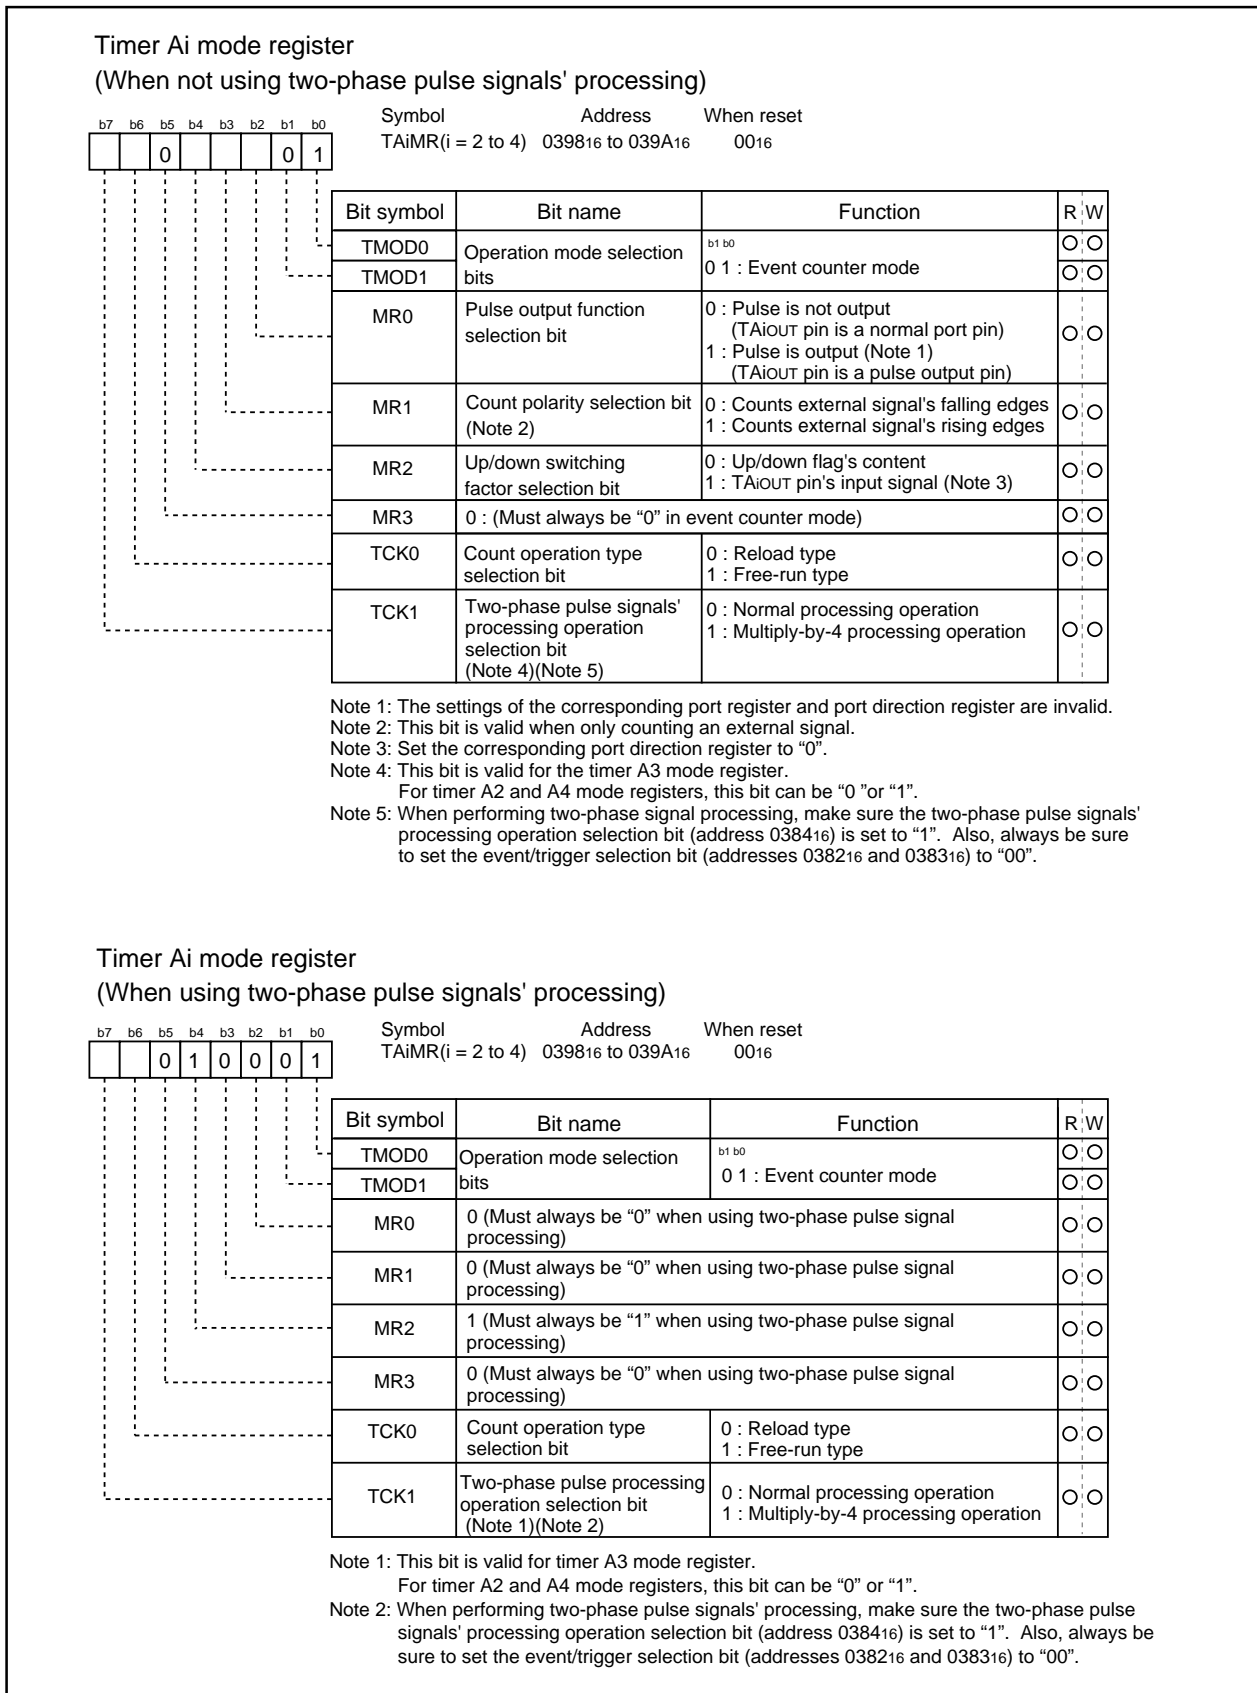 Timer Ai mode register
(When not using two-phase pulse signals' processing)
Symbol Address When reset
b7 b6 b5 b4 b3 b2 b1 b0
TAiMR(i = 2 to 4) 039816 to 039A16 0016
0 0 1
Bit symbol Bit name Function R W
TMOD0 Operation mode selection b1 b0
TMOD1 bits 0 1 : Event counter mode
MR0 Pulse output function 0 : Pulse is not output
selection bit (TAiOUT pin is a normal port pin)
1 : Pulse is output (Note 1)
(TAiOUT pin is a pulse output pin)
MR1 Count polarity selection bit 0 : Counts external signal's falling edges
(Note 2) 1 : Counts external signal's rising edges
MR2 Up/down switching 0 : Up/down flag's content
factor selection bit 1 : TAiOUT pin's input signal (Note 3)
MR3 0 : (Must always be “0” in event counter mode)
TCK0 Count operation type 0 : Reload type
selection bit 1 : Free-run type
TCK1 Two-phase pulse signals' 0 : Normal processing operation
processing operation 1 : Multiply-by-4 processing operation
selection bit
(Note 4)(Note 5)
Note 1: The settings of the corresponding port register and port direction register are invalid.
Note 2: This bit is valid when only counting an external signal.
Note 3: Set the corresponding port direction register to “0”.
Note 4: This bit is valid for the timer A3 mode register.
For timer A2 and A4 mode registers, this bit can be “0 ”or “1”.
Note 5: When performing two-phase signal processing, make sure the two-phase pulse signals'
processing operation selection bit (address 038416) is set to “1”. Also, always be sure
to set the event/trigger selection bit (addresses 038216 and 038316) to “00”.
Timer Ai mode register
(When using two-phase pulse signals' processing)
Symbol Address When reset
b7 b6 b5 b4 b3 b2 b1 b0
TAiMR(i = 2 to 4) 039816 to 039A16 0016
0 1 0 0 0 1
Bit symbol Bit name Function R W
TMOD0 Operation mode selection b1 b0
TMOD1 bits 0 1 : Event counter mode
MR0 0 (Must always be “0” when using two-phase pulse signal
processing)
MR1 0 (Must always be “0” when using two-phase pulse signal
processing)
MR2 1 (Must always be “1” when using two-phase pulse signal
processing)
MR3 0 (Must always be “0” when using two-phase pulse signal
processing)
TCK0 Count operation type 0 : Reload type
selection bit 1 : Free-run type
TCK1 Two-phase pulse processing 0 : Normal processing operation
operation selection bit 1 : Multiply-by-4 processing operation
(Note 1)(Note 2)
Note 1: This bit is valid for timer A3 mode register.
For timer A2 and A4 mode registers, this bit can be “0” or “1”.
Note 2: When performing two-phase pulse signals' processing, make sure the two-phase pulse
signals' processing operation selection bit (address 038416) is set to “1”. Also, always be
sure to set the event/trigger selection bit (addresses 038216 and 038316) to “00”.